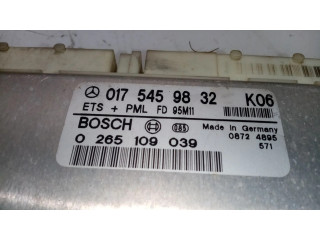 017 545 98 32 K06
ETS + PML FD 95M11
BOSCH GAS Made in Germany
0 265 109 039 0872 4895
571